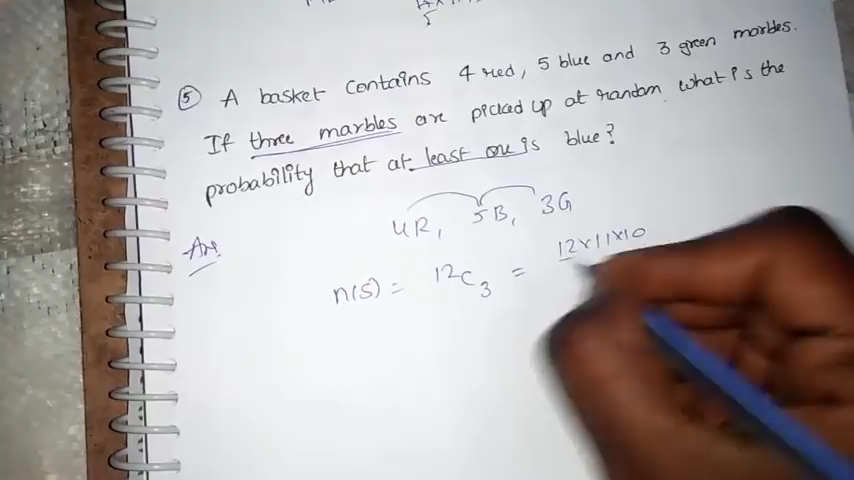 ⑤ A basket contains 4 red, 5 blue and 3 green marbles.
If three marbles are picked up at random what is the
probability that at least one is blue?
Ans
4R, 5B, 3G
n(S) = 12C3 = 12×11×10